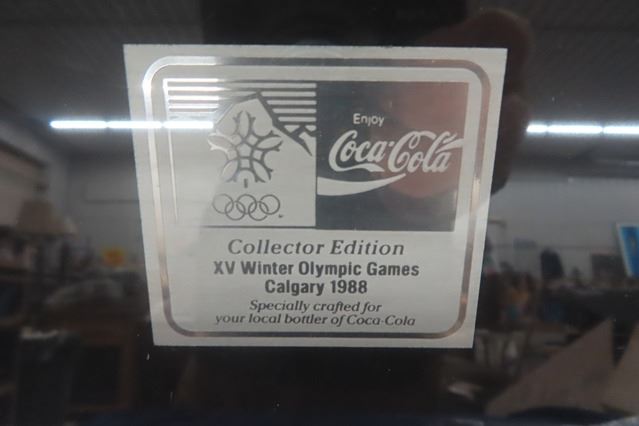 Enjoy
Coca-Cola
Collector Edition
XV Winter Olympic Games
Calgary 1988
Specially crafted for
your local bottler of Coca-Cola